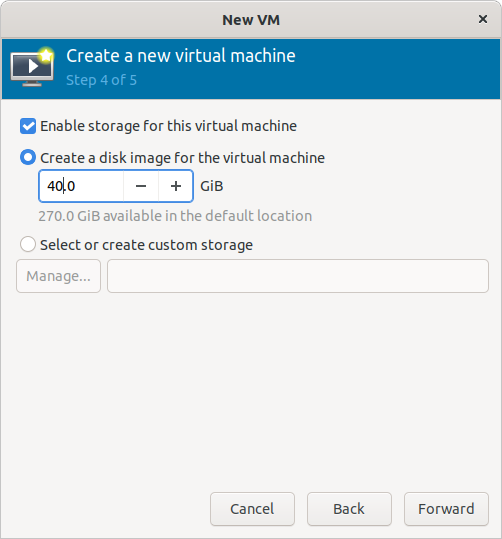 New VM
Create a new virtual machine
Step 4 of 5
Enable storage for this virtual machine
Create a disk image for the virtual machine
40.0 − + GiB
270.0 GiB available in the default location
Select or create custom storage
Manage...
Cancel Back Forward